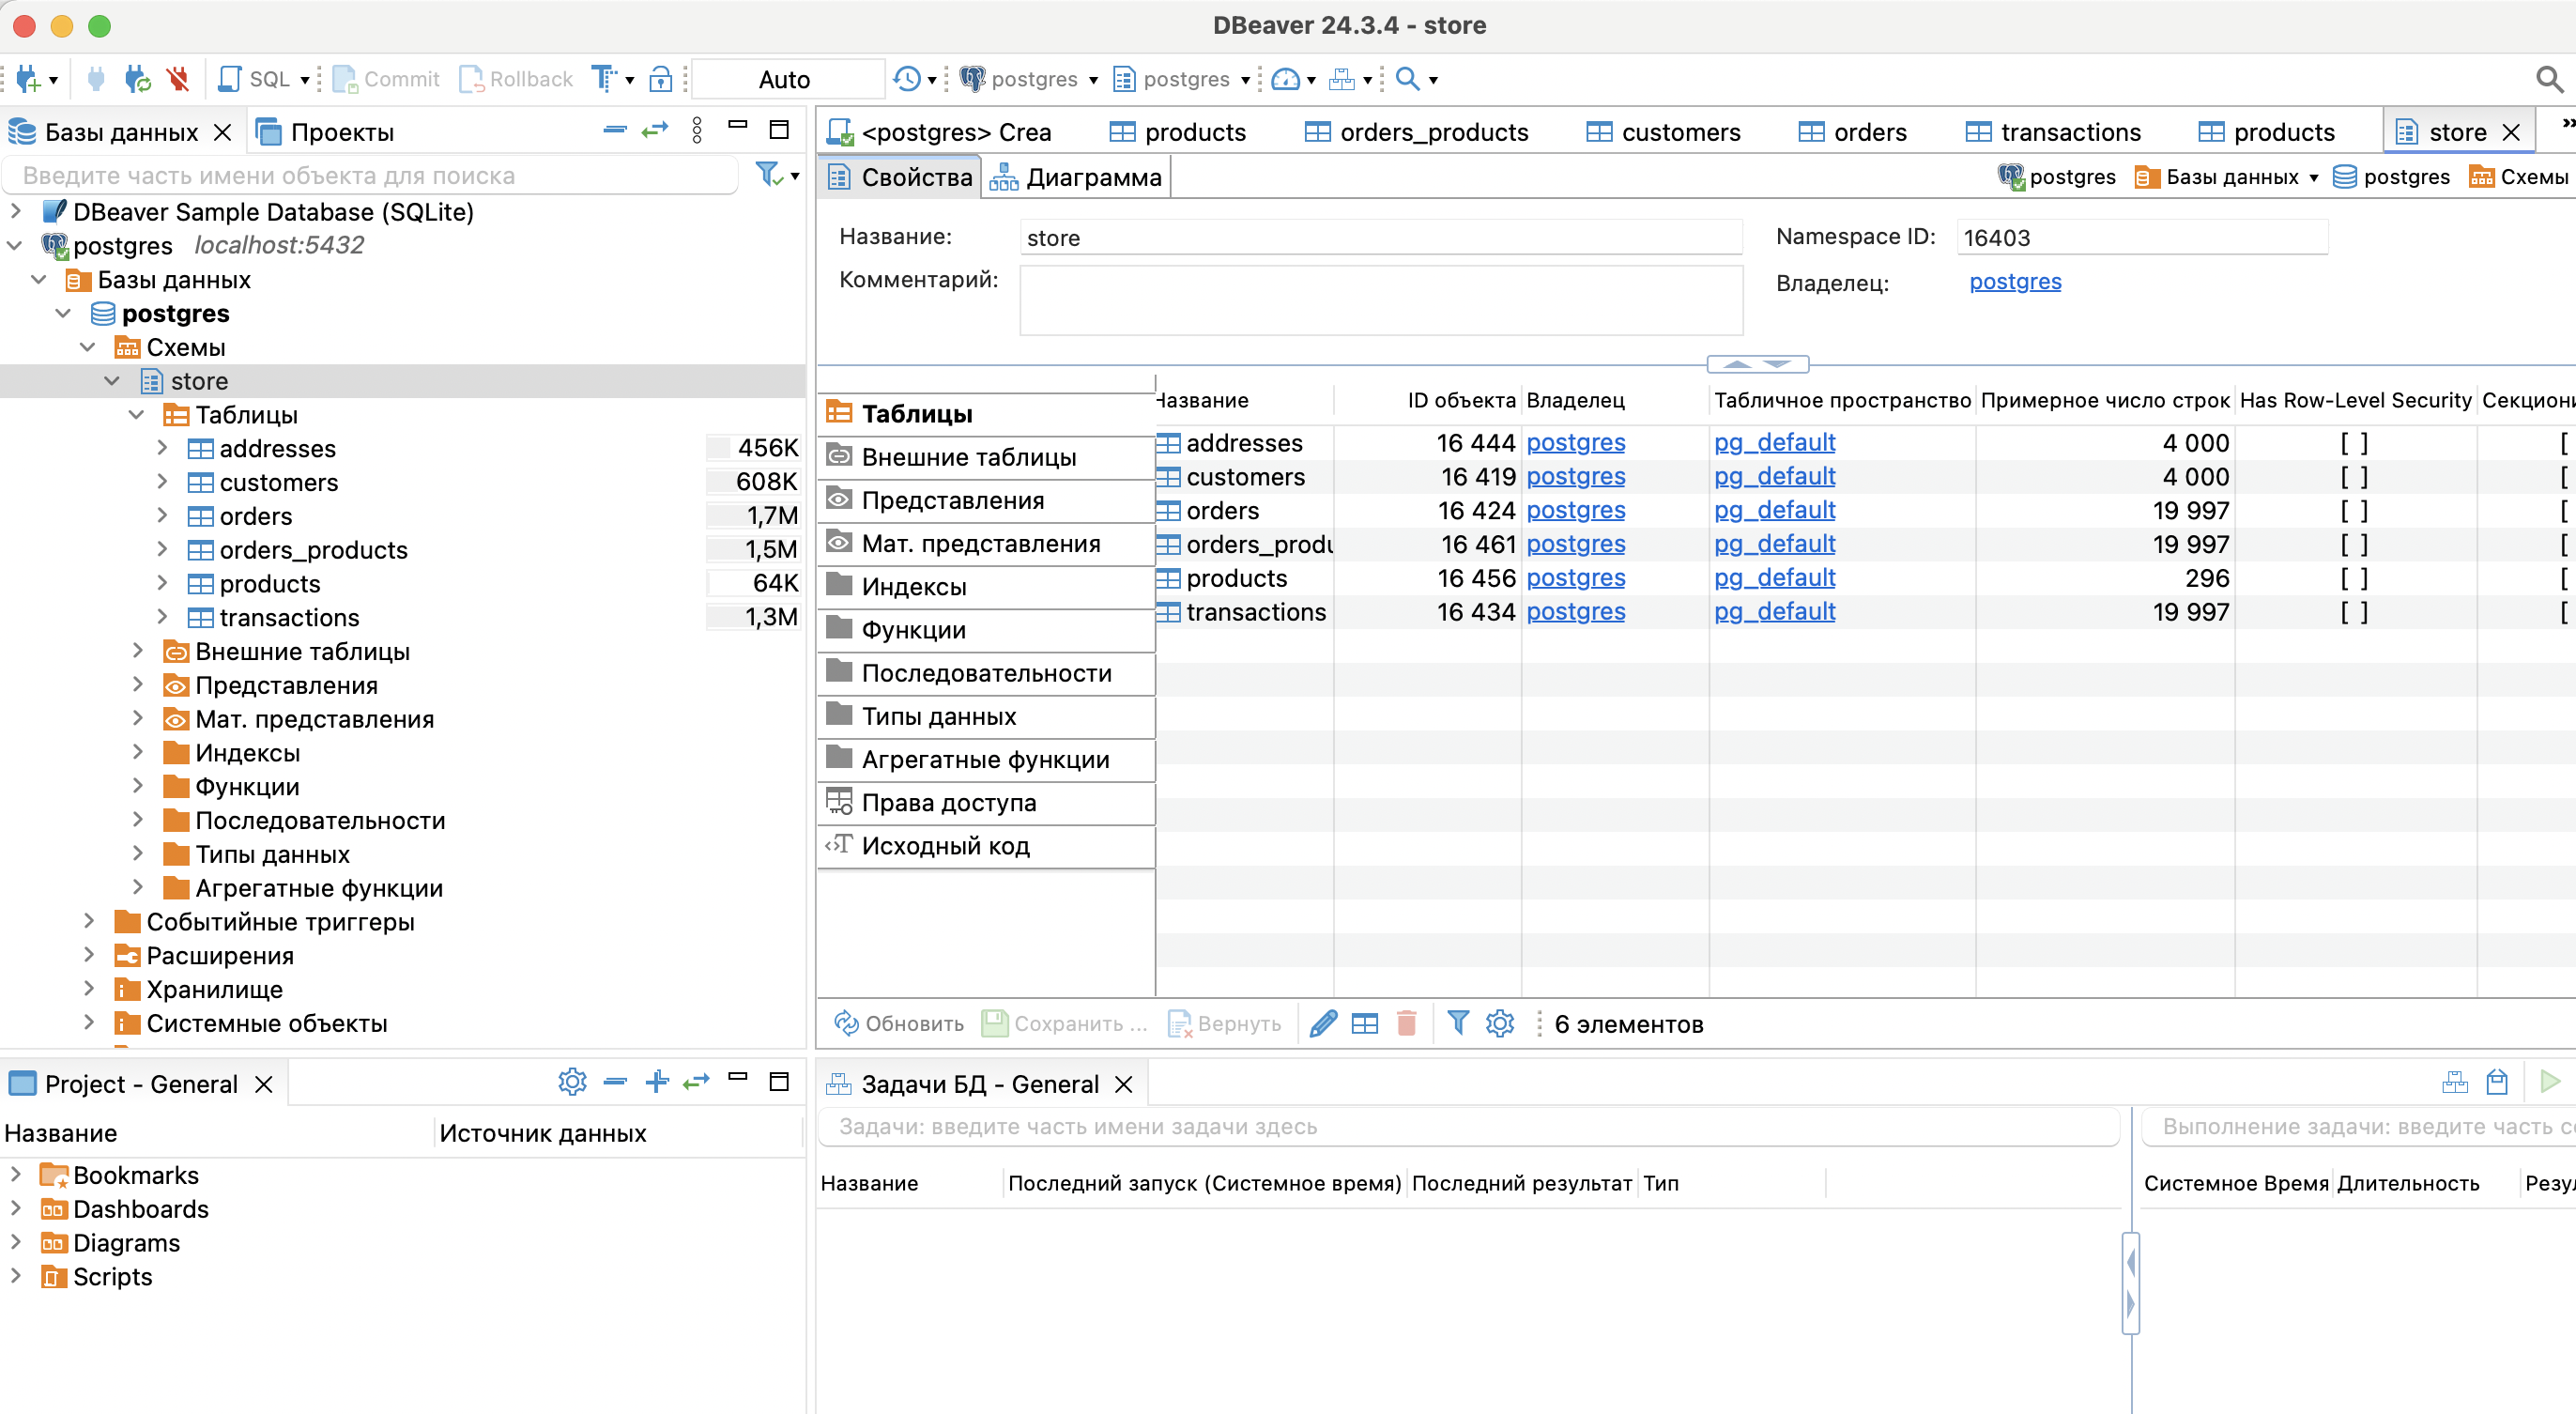 DBeaver 24.3.4 - store
SQL Commit Rollback Auto postgres postgres
Базы данных Проекты
<postgres> Crea products orders_products customers orders transactions products store »
Введите часть имени объекта для поиска
Свойства Диаграмма postgres Базы данных postgres Схемы
DBeaver Sample Database (SQLite)
postgres localhost:5432
Базы данных
postgres
Схемы
store
Таблицы
addresses 456K
customers 608K
orders 1,7M
orders_products 1,5M
products 64K
transactions 1,3M
Внешние таблицы
Представления
Мат. представления
Индексы
Функции
Последовательности
Типы данных
Агрегатные функции
Событийные триггеры
Расширения
Хранилище
Системные объекты
Название: store Namespace ID: 16403
Комментарий: Владелец: postgres
Таблицы
Внешние таблицы
Представления
Мат. представления
Индексы
Функции
Последовательности
Типы данных
Агрегатные функции
Права доступа
Исходный код
Название ID объекта Владелец Табличное пространство Примерное число строк Has Row-Level Security Секциони
addresses 16 444 postgres pg_default 4 000 [ ] [
customers 16 419 postgres pg_default 4 000 [ ] [
orders 16 424 postgres pg_default 19 997 [ ] [
orders_produ 16 461 postgres pg_default 19 997 [ ] [
products 16 456 postgres pg_default 296 [ ] [
transactions 16 434 postgres pg_default 19 997 [ ] [
Обновить Сохранить ... Вернуть 6 элементов
Project - General
Название Источник данных
Bookmarks
Dashboards
Diagrams
Scripts
Задачи БД - General
Задачи: введите часть имени задачи здесь Выполнение задачи: введите часть со
Название Последний запуск (Системное время) Последний результат Тип Системное Время Длительность Резул